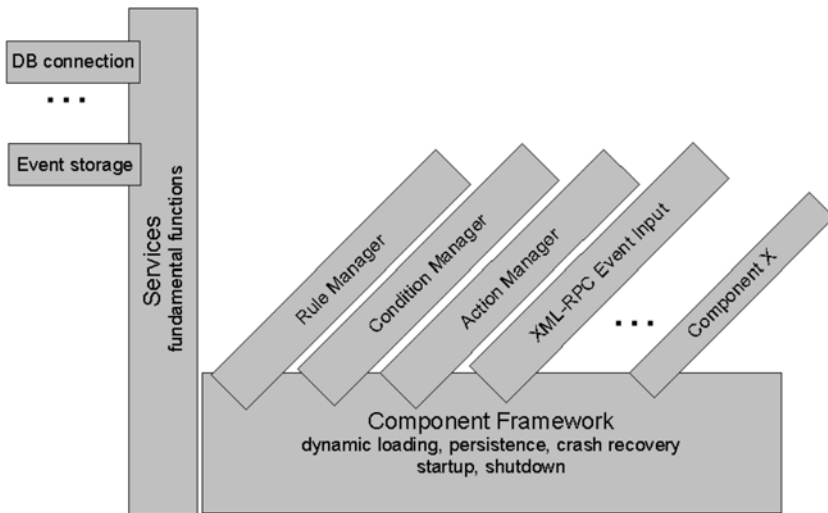 DB connection
...
Event storage
Services
fundamental functions
Rule Manager
Condition Manager
Action Manager
XML-RPC Event Input
...
Component X
Component Framework
dynamic loading, persistence, crash recovery
startup, shutdown